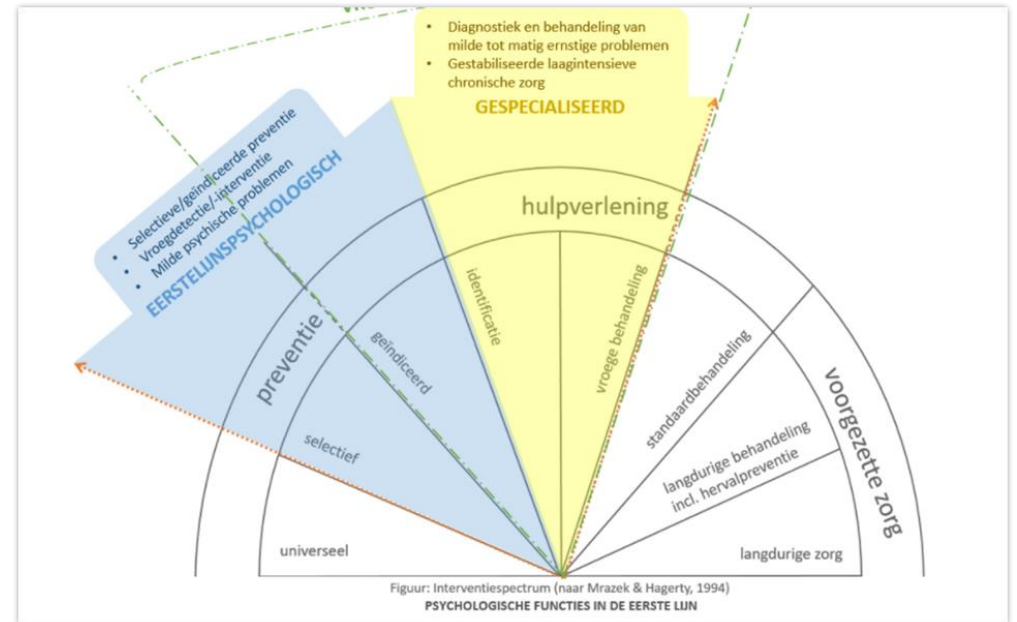 • Diagnostiek en behandeling van
milde tot matig ernstige problemen
• Gestabiliseerde laagintensieve
chronische zorg
GESPECIALISEERD
• Selectieve/geïndiceerde preventie
• Vroegdetectie/-interventie
• Milde psychische problemen
EERSTELIJNSPSYCHOLOGISCH
preventie
hulpverlening
voorgezette zorg
universeel
selectief
geïndiceerd
identificatie
vroege behandeling
standaardbehandeling
langdurige behandeling
incl. hervalpreventie
langdurige zorg
Figuur: Interventiespectrum (naar Mrazek & Hagerty, 1994)
PSYCHOLOGISCHE FUNCTIES IN DE EERSTE LIJN